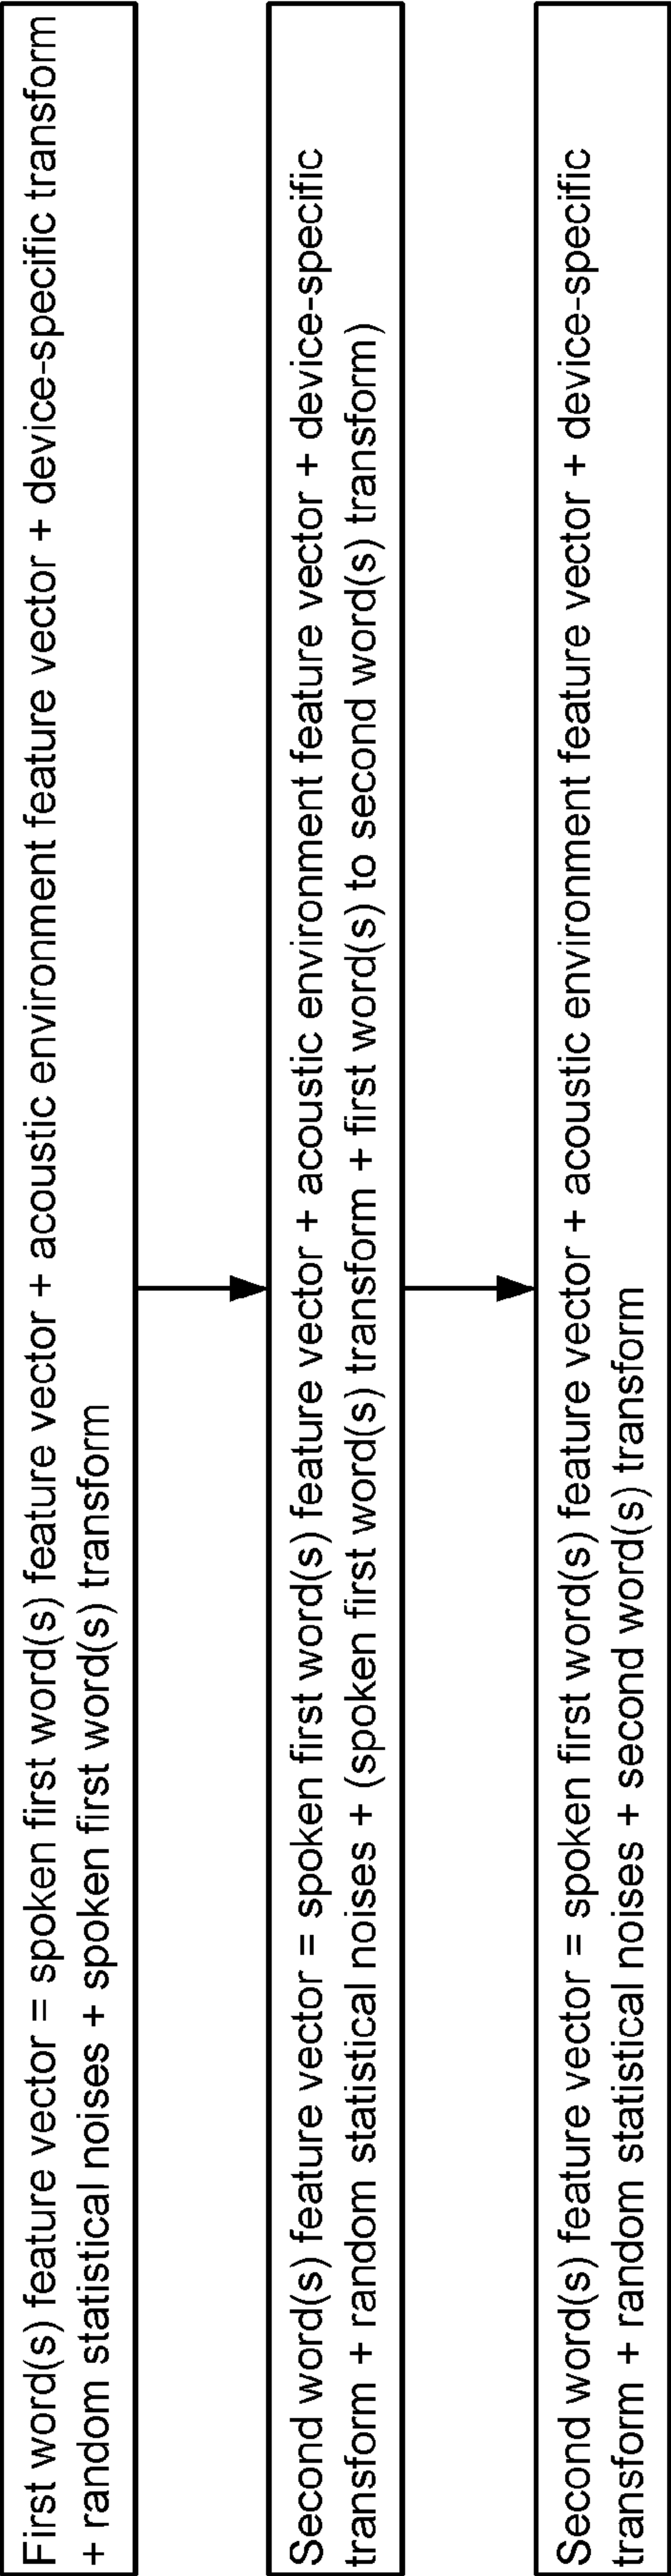 First word(s) feature vector = spoken first word(s) feature vector + acoustic environment feature vector + device-specific transform
+ random statistical noises + spoken first word(s) transform
Second word(s) feature vector = spoken first word(s) feature vector + acoustic environment feature vector + device-specific
transform + random statistical noises + (spoken first word(s) transform + first word(s) to second word(s) transform)
Second word(s) feature vector = spoken first word(s) feature vector + acoustic environment feature vector + device-specific
transform + random statistical noises + second word(s) transform